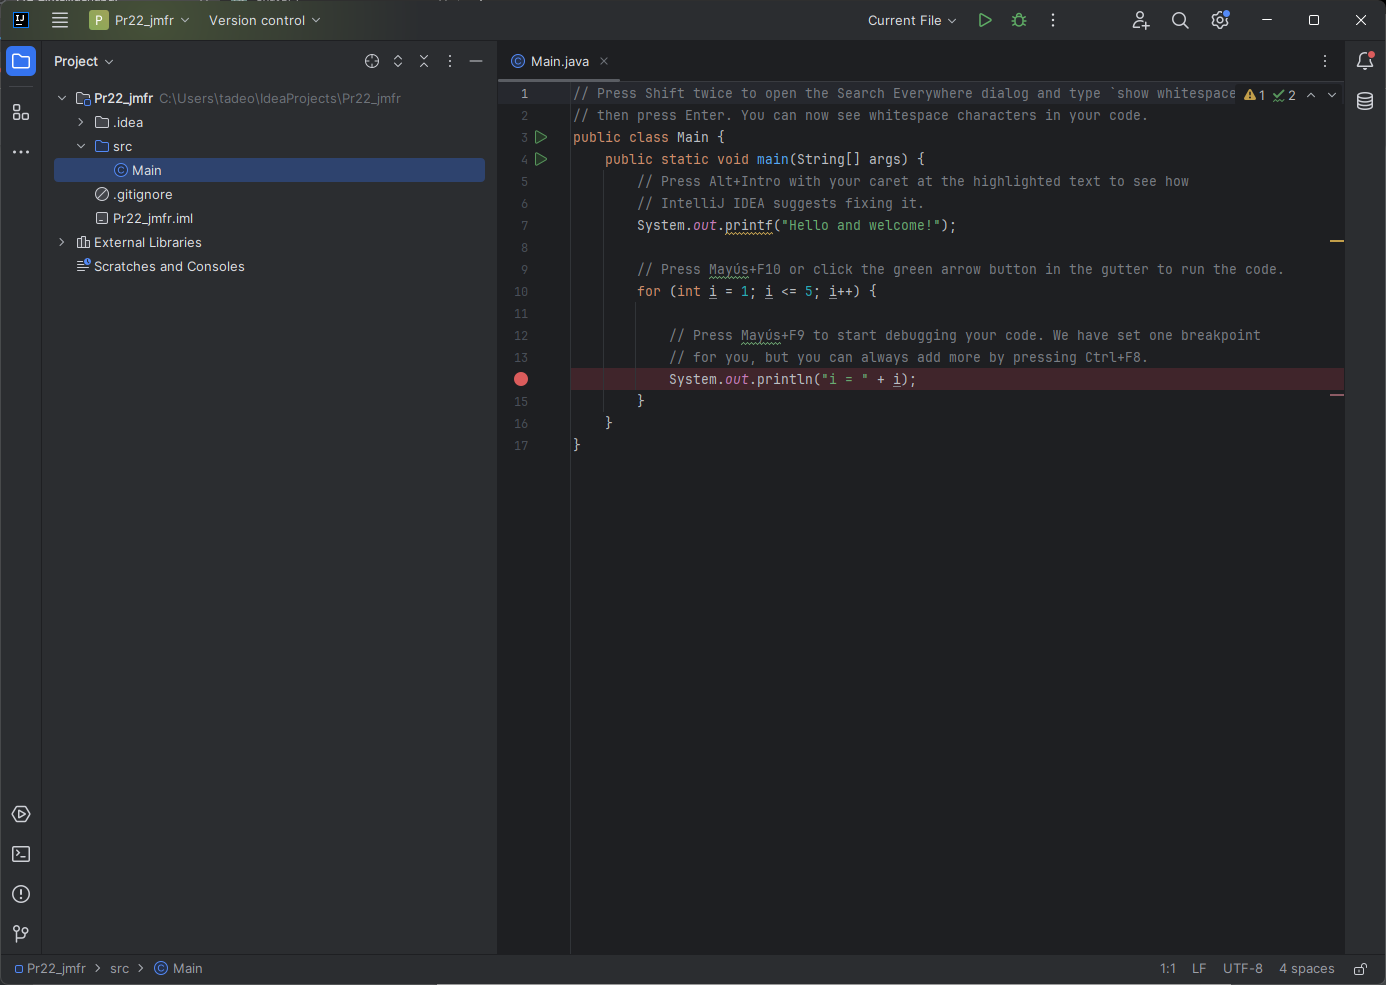 P Pr22_jmfr Version control Current File
Project
Main.java
Pr22_jmfr C:\Users\tadeo\IdeaProjects\Pr22_jmfr
.idea
src
Main
.gitignore
Pr22_jmfr.iml
External Libraries
Scratches and Consoles
1 // Press Shift twice to open the Search Everywhere dialog and type `show whitespace 1 2
2 // then press Enter. You can now see whitespace characters in your code.
3 public class Main {
4 public static void main(String[] args) {
5 // Press Alt+Intro with your caret at the highlighted text to see how
6 // IntelliJ IDEA suggests fixing it.
7 System.out.printf("Hello and welcome!");
8
9 // Press Mayús+F10 or click the green arrow button in the gutter to run the code.
10 for (int i = 1; i <= 5; i++) {
11
12 // Press Mayús+F9 to start debugging your code. We have set one breakpoint
13 // for you, but you can always add more by pressing Ctrl+F8.
System.out.println("i = " + i);
15 }
16 }
17 }
Pr22_jmfr > src > Main 1:1 LF UTF-8 4 spaces